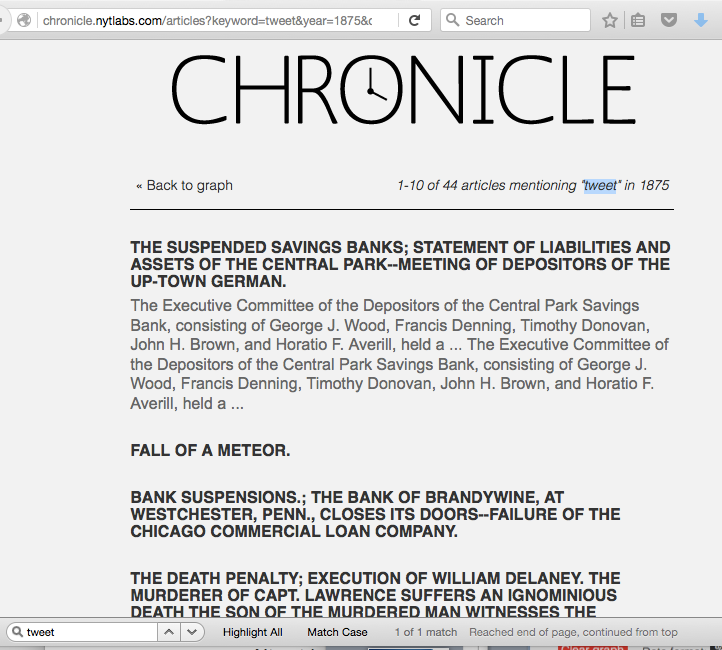 chronicle.nytlabs.com/articles?keyword=tweet&year=1875&
Search
CHRONICLE
« Back to graph
1-10 of 44 articles mentioning "tweet" in 1875
THE SUSPENDED SAVINGS BANKS; STATEMENT OF LIABILITIES AND
ASSETS OF THE CENTRAL PARK--MEETING OF DEPOSITORS OF THE
UP-TOWN GERMAN.
The Executive Committee of the Depositors of the Central Park Savings
Bank, consisting of George J. Wood, Francis Denning, Timothy Donovan,
John H. Brown, and Horatio F. Averill, held a ... The Executive Committee of
the Depositors of the Central Park Savings Bank, consisting of George J.
Wood, Francis Denning, Timothy Donovan, John H. Brown, and Horatio F.
Averill, held a ...
FALL OF A METEOR.
BANK SUSPENSIONS.; THE BANK OF BRANDYWINE, AT
WESTCHESTER, PENN., CLOSES ITS DOORS--FAILURE OF THE
CHICAGO COMMERCIAL LOAN COMPANY.
THE DEATH PENALTY; EXECUTION OF WILLIAM DELANEY. THE
MURDERER OF CAPT. LAWRENCE SUFFERS AN IGNOMINIOUS
DEATH THE SON OF THE MURDERED MAN WITNESSES THE
tweet
Highlight All
Match Case
1 of 1 match
Reached end of page, continued from top